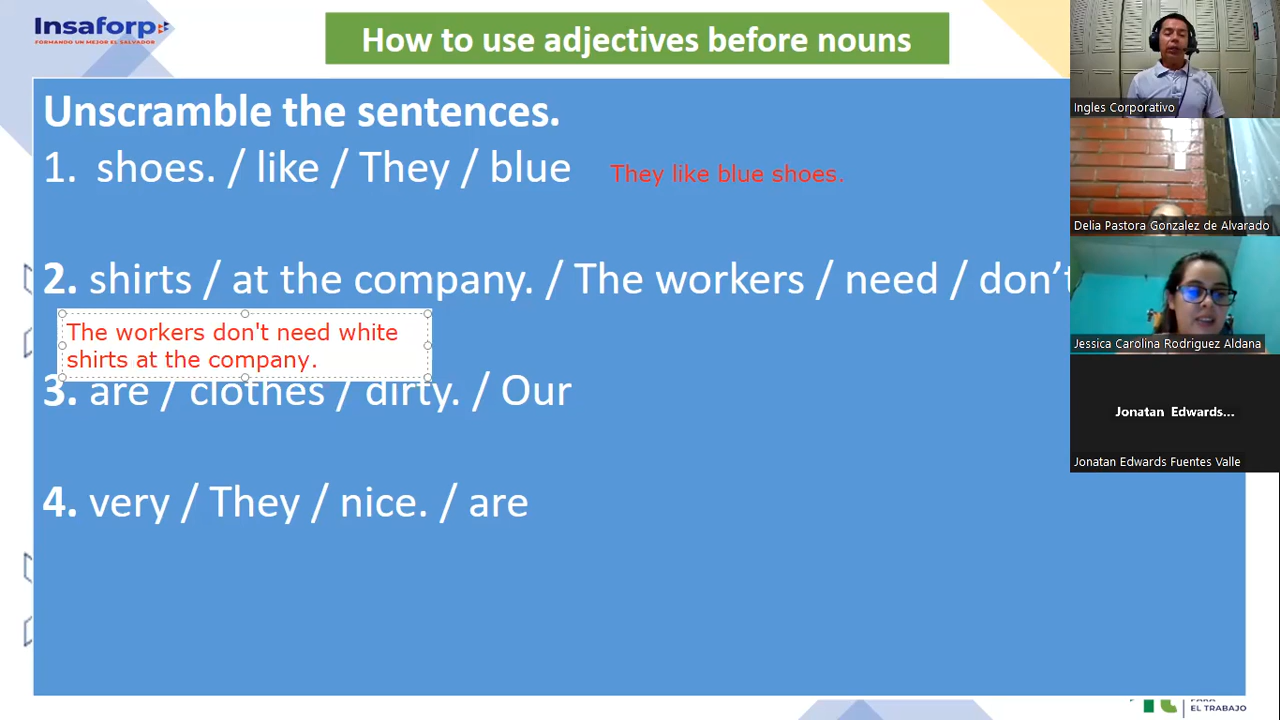 Insaforp
FORMANDO UN MEJOR EL SALVADOR
How to use adjectives before nouns
Unscramble the sentences.
1. shoes. / like / They / blue
They like blue shoes.
2. shirts / at the company. / The workers / need / don't
The workers don't need white
shirts at the company.
3. are / clothes / dirty. / Our
4. very / They / nice. / are
Ingles Corporativo
Delia Pastora Gonzalez de Alvarado
Jessica Carolina Rodriguez Aldana
Jonatan Edwards...
Jonatan Edwards Fuentes Valle
EL TRABAJO